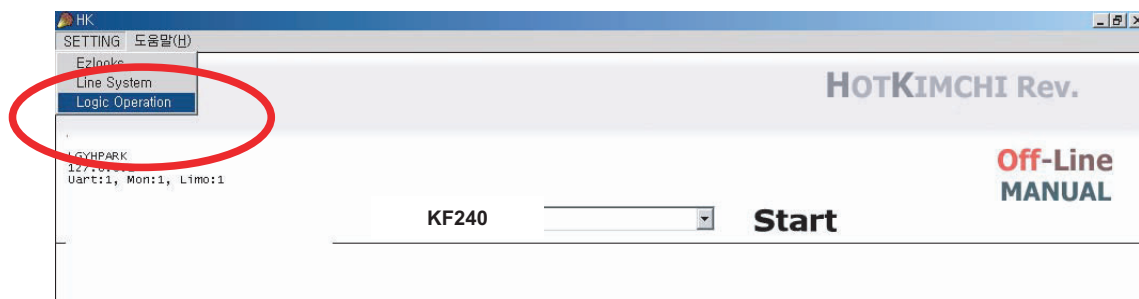 HK
SETTING 도움말(H)
Ezlooks
Line System
Logic Operation
HOTKIMCHI Rev.
LGYHPARK
Uart:1, Mon:1, Limo:1
Off-Line
MANUAL
KF240
Start